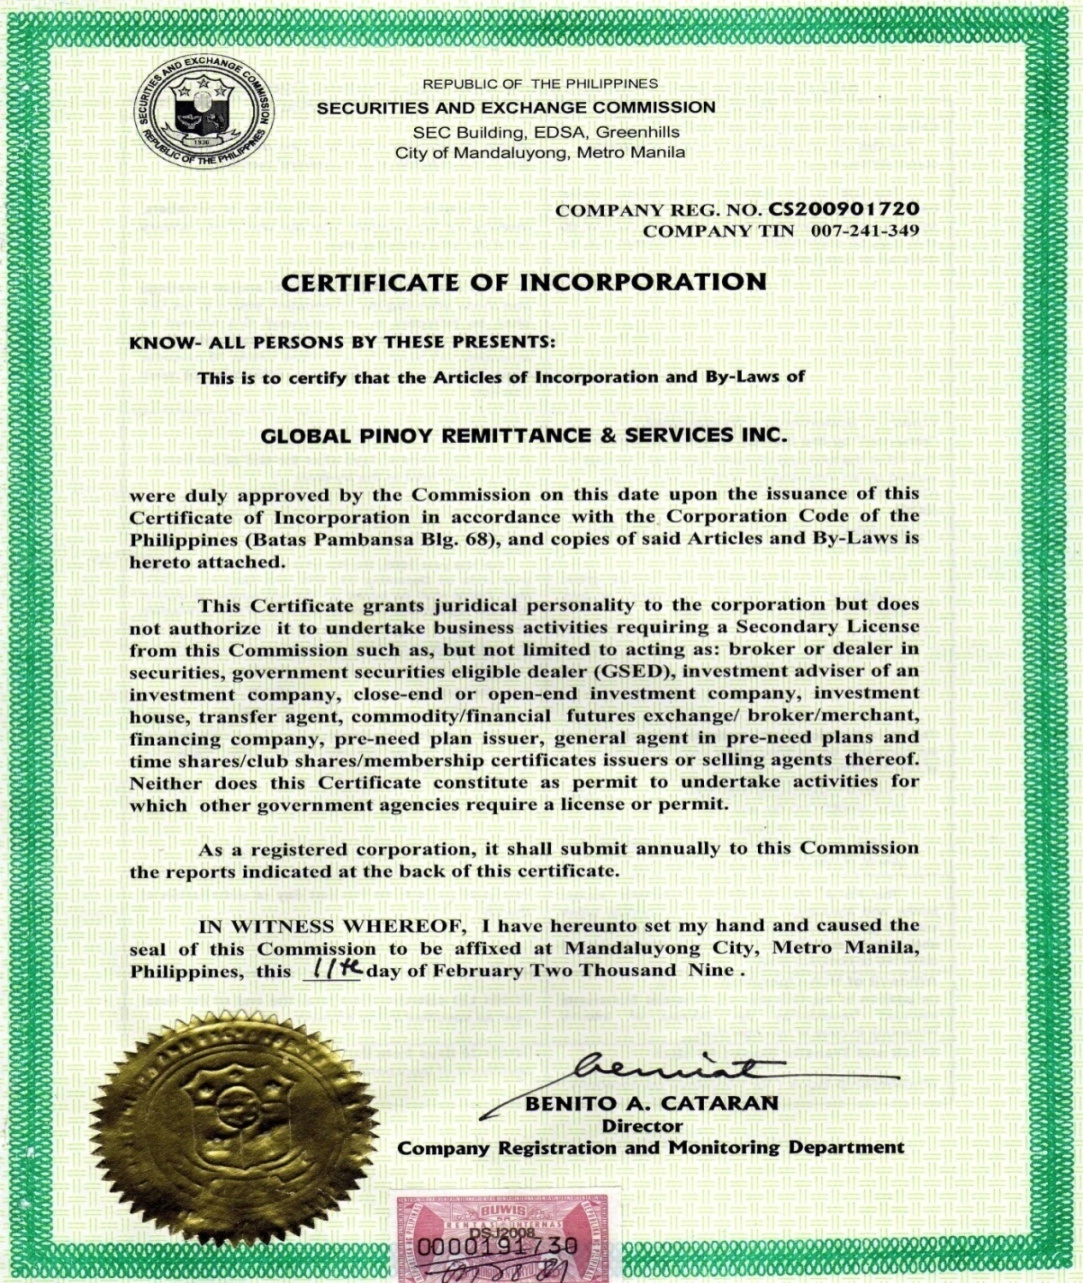 SECURITIES AND EXCHANGE COMMISSION
REPUBLIC OF THE PHILIPPINES
1936
REPUBLIC OF THE PHILIPPINES
SECURITIES AND EXCHANGE COMMISSION
SEC Building, EDSA, Greenhills
City of Mandaluyong, Metro Manila
COMPANY REG. NO. CS200901720
COMPANY TIN 007-241-349
CERTIFICATE OF INCORPORATION
KNOW- ALL PERSONS BY THESE PRESENTS:
This is to certify that the Articles of Incorporation and By-Laws of
GLOBAL PINOY REMITTANCE & SERVICES INC.
were duly approved by the Commission on this date upon the issuance of this
Certificate of Incorporation in accordance with the Corporation Code of the
Philippines (Batas Pambansa Blg. 68), and copies of said Articles and By-Laws is
hereto attached.
This Certificate grants juridical personality to the corporation but does
not authorize it to undertake business activities requiring a Secondary License
from this Commission such as, but not limited to acting as: broker or dealer in
securities, government securities eligible dealer (GSED), investment adviser of an
investment company, close-end or open-end investment company, investment
house, transfer agent, commodity/financial futures exchange/ broker/merchant,
financing company, pre-need plan issuer, general agent in pre-need plans and
time shares/club shares/membership certificates issuers or selling agents thereof.
Neither does this Certificate constitute as permit to undertake activities for
which other government agencies require a license or permit.
As a registered corporation, it shall submit annually to this Commission
the reports indicated at the back of this certificate.
IN WITNESS WHEREOF, I have hereunto set my hand and caused the
seal of this Commission to be affixed at Mandaluyong City, Metro Manila,
Philippines, this 11th day of February Two Thousand Nine .
BENITO A. CATARAN
Director
Company Registration and Monitoring Department
BUWIS
RENTAS INTERNAS
DSJ2008
0000191730